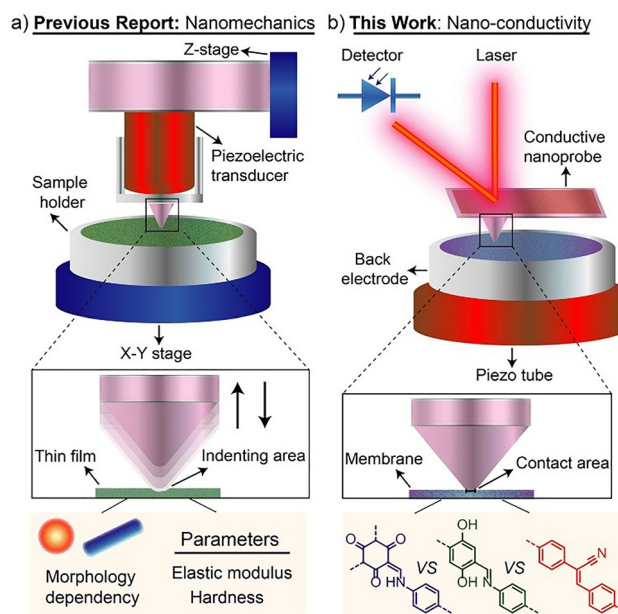 a) Previous Report: Nanomechanics
Z-stage
Piezoelectric
transducer
Sample
holder
X-Y stage
Thin film
Indenting area
Morphology
dependency
Parameters
Elastic modulus
Hardness
b) This Work: Nano-conductivity
Detector
Laser
Conductive
nanoprobe
Back
electrode
Piezo tube
Membrane
Contact area
O
O
O
HN
VS
OH
OH
N
VS
CN